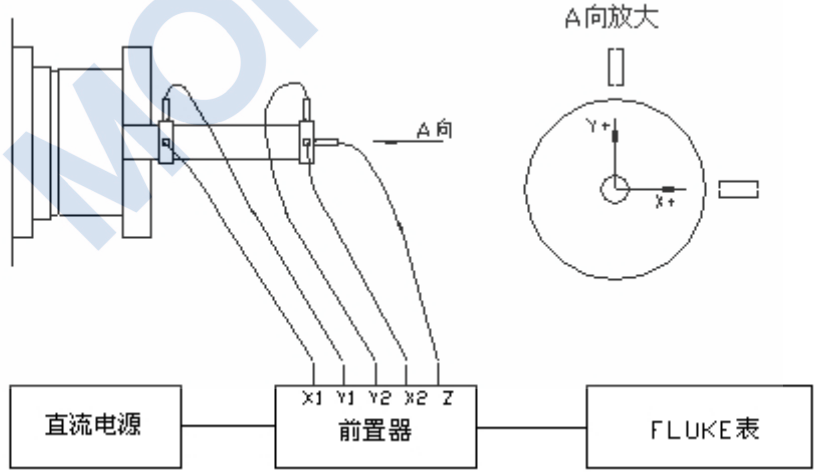 A向放大
Y+
X+
A向
X1 Y1 Y2 X2 Z
直流电源
前置器
FLUKE表